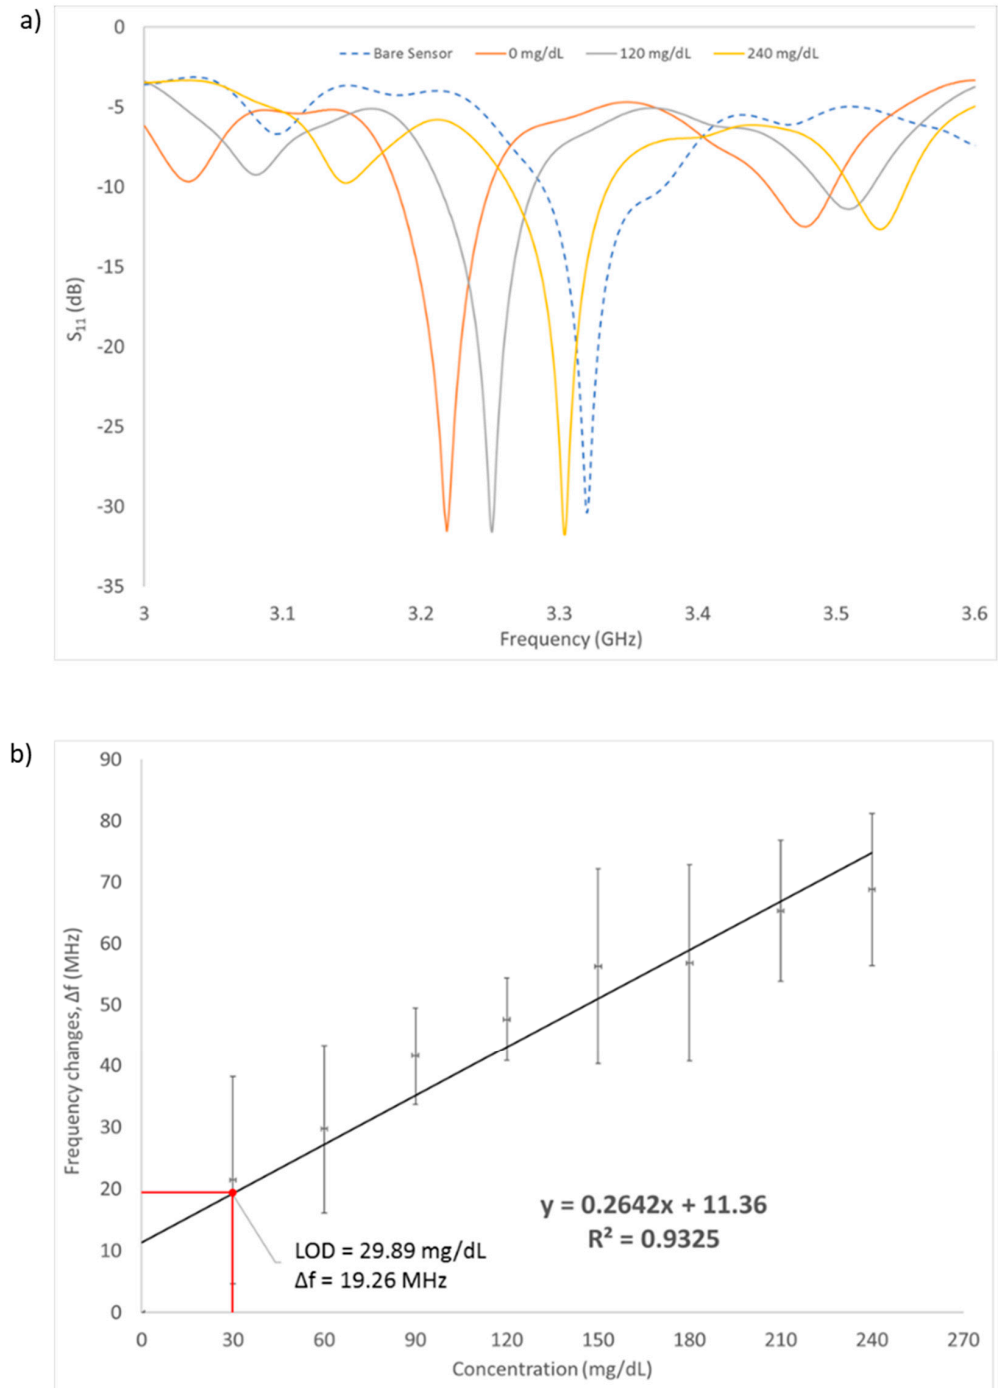 a)
0
Bare Sensor 0 mg/dL 120 mg/dL 240 mg/dL
-5
-10
-15
-20
-25
-30
-35
S₁₁ (dB)
3 3.1 3.2 3.3 3.4 3.5 3.6
Frequency (GHz)
b)
90
80
70
60
50
40
30
20
10
0
Frequency changes, Δf (MHz)
y = 0.2642x + 11.36
R² = 0.9325
LOD = 29.89 mg/dL
Δf = 19.26 MHz
0 30 60 90 120 150 180 210 240 270
Concentration (mg/dL)